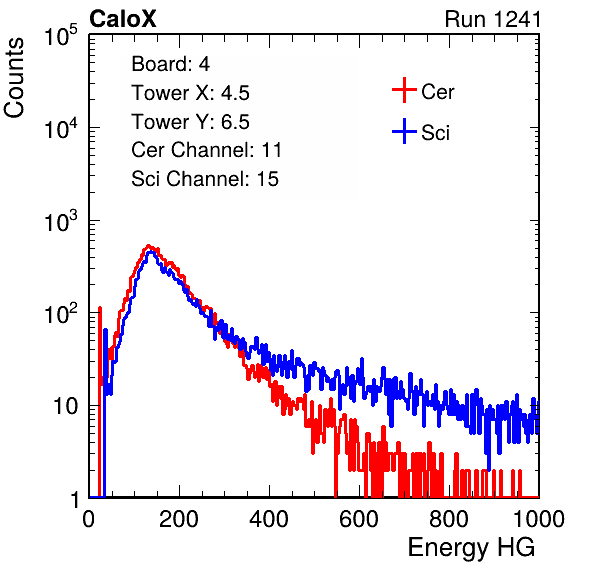 CaloX Run 1241
Counts
10^5
10^4
10^3
10^2
10
1
Board: 4
Tower X: 4.5
Tower Y: 6.5
Cer Channel: 11
Sci Channel: 15
Cer
Sci
0 200 400 600 800 1000
Energy HG